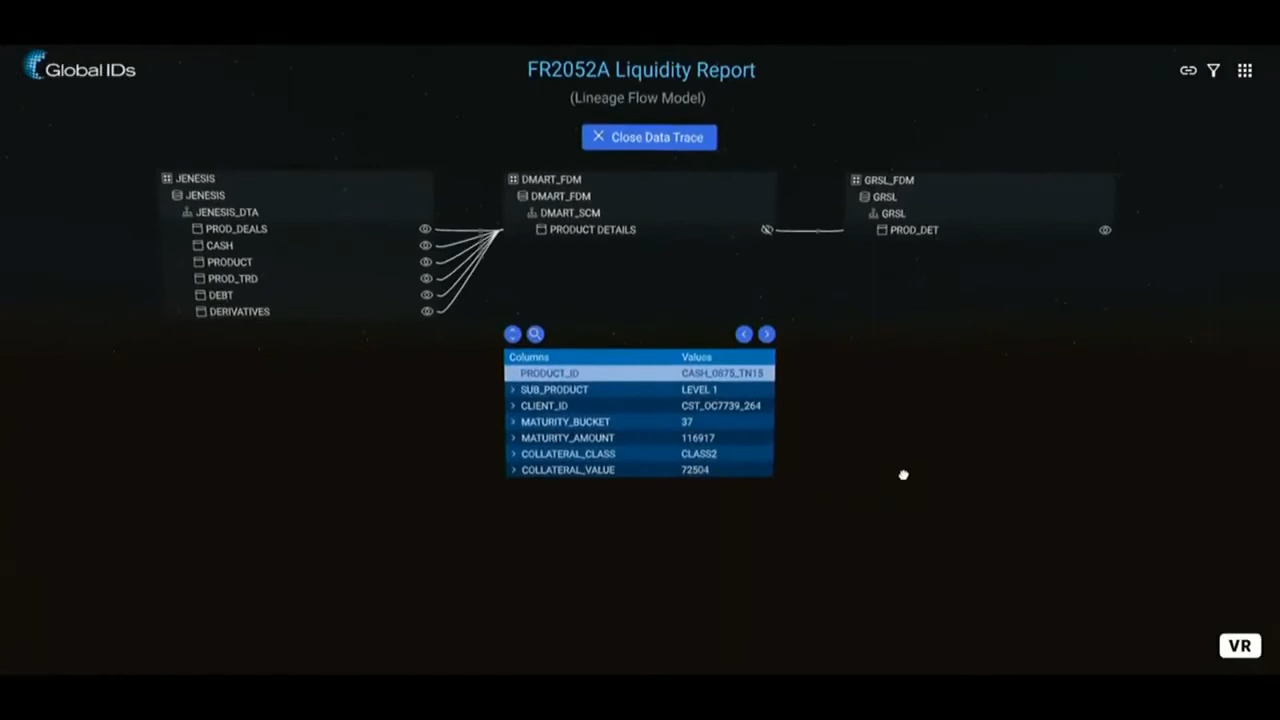 Global IDs
FR2052A Liquidity Report
(Lineage Flow Model)
Close Data Trace
JENESIS
JENESIS
JENESIS_DTA
PROD_DEALS
CASH
PRODUCT
PROD_TRD
DEBT
DERIVATIVES
DMART_FDM
DMART_FDM
DMART_SCM
PRODUCT DETAILS
GRSL_FDM
GRSL
GRSL
PROD_DET
Columns Values
PRODUCT_ID CASH_0875_TN15
SUB_PRODUCT LEVEL 1
CLIENT_ID CST_OC7739_264
MATURITY_BUCKET 37
MATURITY_AMOUNT 116917
COLLATERAL_CLASS CLASS2
COLLATERAL_VALUE 72504
VR